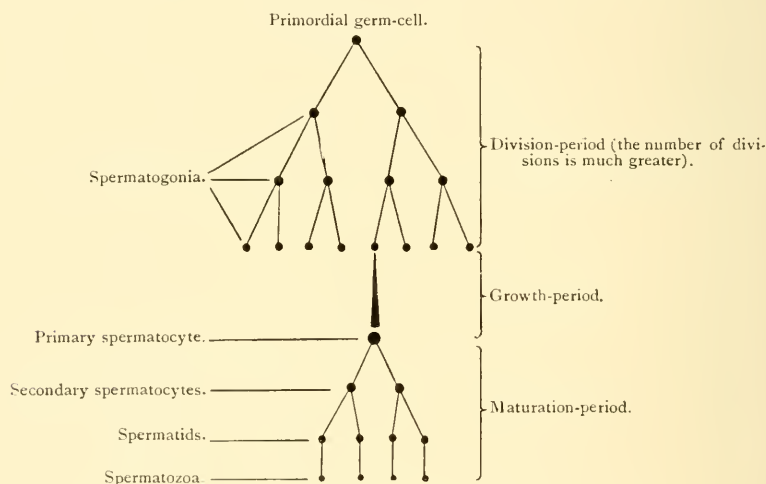 Primordial germ-cell.
Division-period (the number of divi-
sions is much greater).
Spermatogonia.
Growth-period.
Primary spermatocyte.
Secondary spermatocytes.
Maturation-period.
Spermatids.
Spermatozoa